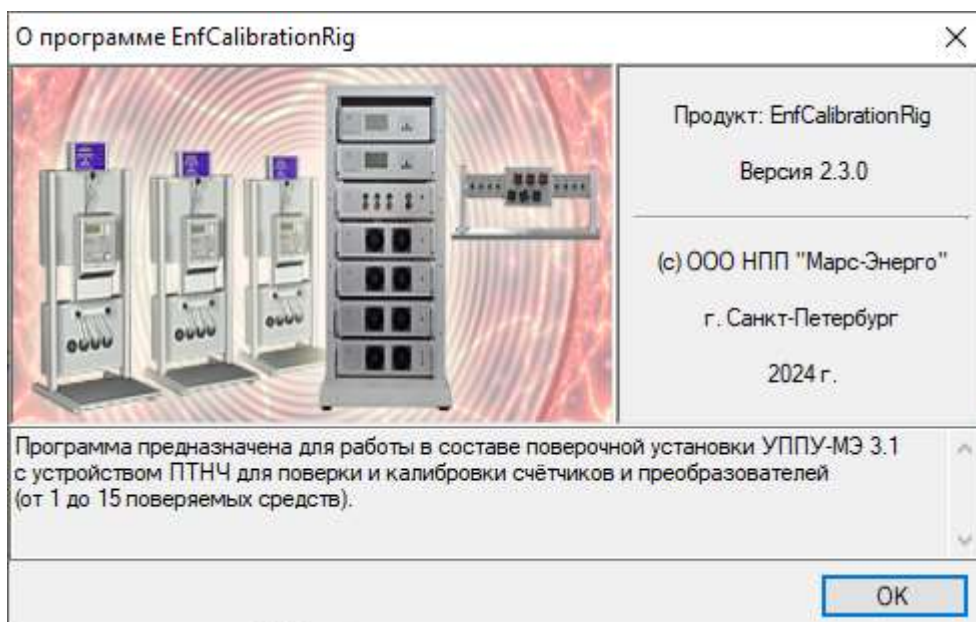 О программе EnfCalibrationRig
Продукт: EnfCalibrationRig
Версия 2.3.0
(с) ООО НПП "Марс-Энерго"
г. Санкт-Петербург
2024 г.
Программа предназначена для работы в составе поверочной установки УППУ-МЭ 3.1
с устройством ПТНЧ для поверки и калибровки счётчиков и преобразователей
(от 1 до 15 поверяемых средств).
OK